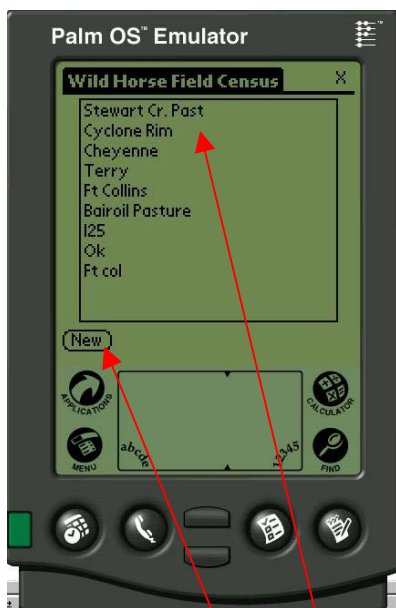 Palm OS™ Emulator
Wild Horse Field Census X
Stewart Cr. Past
Cyclone Rim
Cheyenne
Terry
Ft Collins
Bairoil Pasture
I25
Ok
Ft col
New
APPLICATIONS
CALCULATOR
MENU
abcde
12345
FIND